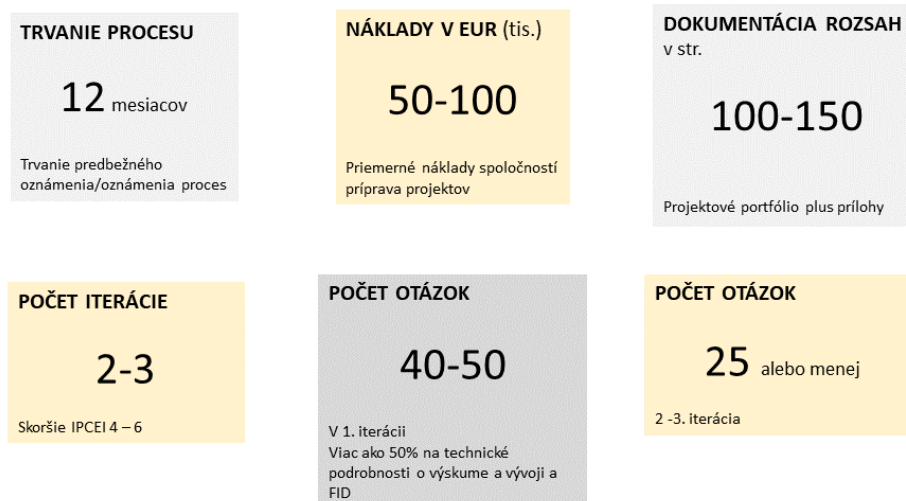 TRVANIE PROCESU
12 mesiacov
Trvanie predbežného
oznámenia/oznámenia proces
NÁKLADY V EUR (tis.)
50-100
Priemerné náklady spoločností
príprava projektov
DOKUMENTÁCIA ROZSAH
v str.
100-150
Projektové portfólio plus prílohy
POČET ITERÁCIE
2-3
Skoršie IPCEI 4 – 6
POČET OTÁZOK
40-50
V 1. iterácii
Viac ako 50% na technické
podrobnosti o výskume a vývoji a
FID
POČET OTÁZOK
25 alebo menej
2 -3. iterácia